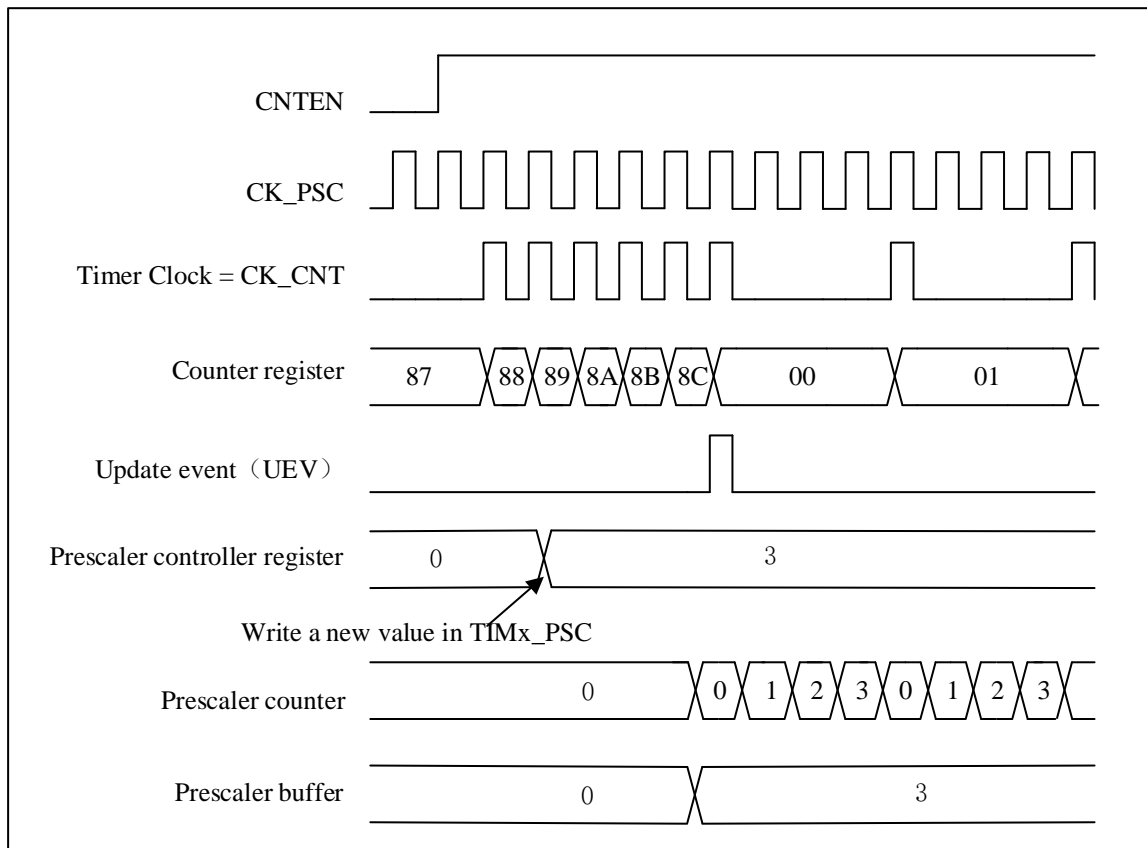 CNTEN
CK_PSC
Timer Clock = CK_CNT
Counter register
87 88 89 8A 8B 8C 00 01
Update event（UEV）
Prescaler controller register
0 3
Write a new value in TIMx_PSC
Prescaler counter
0 0 1 2 3 0 1 2 3
Prescaler buffer
0 3